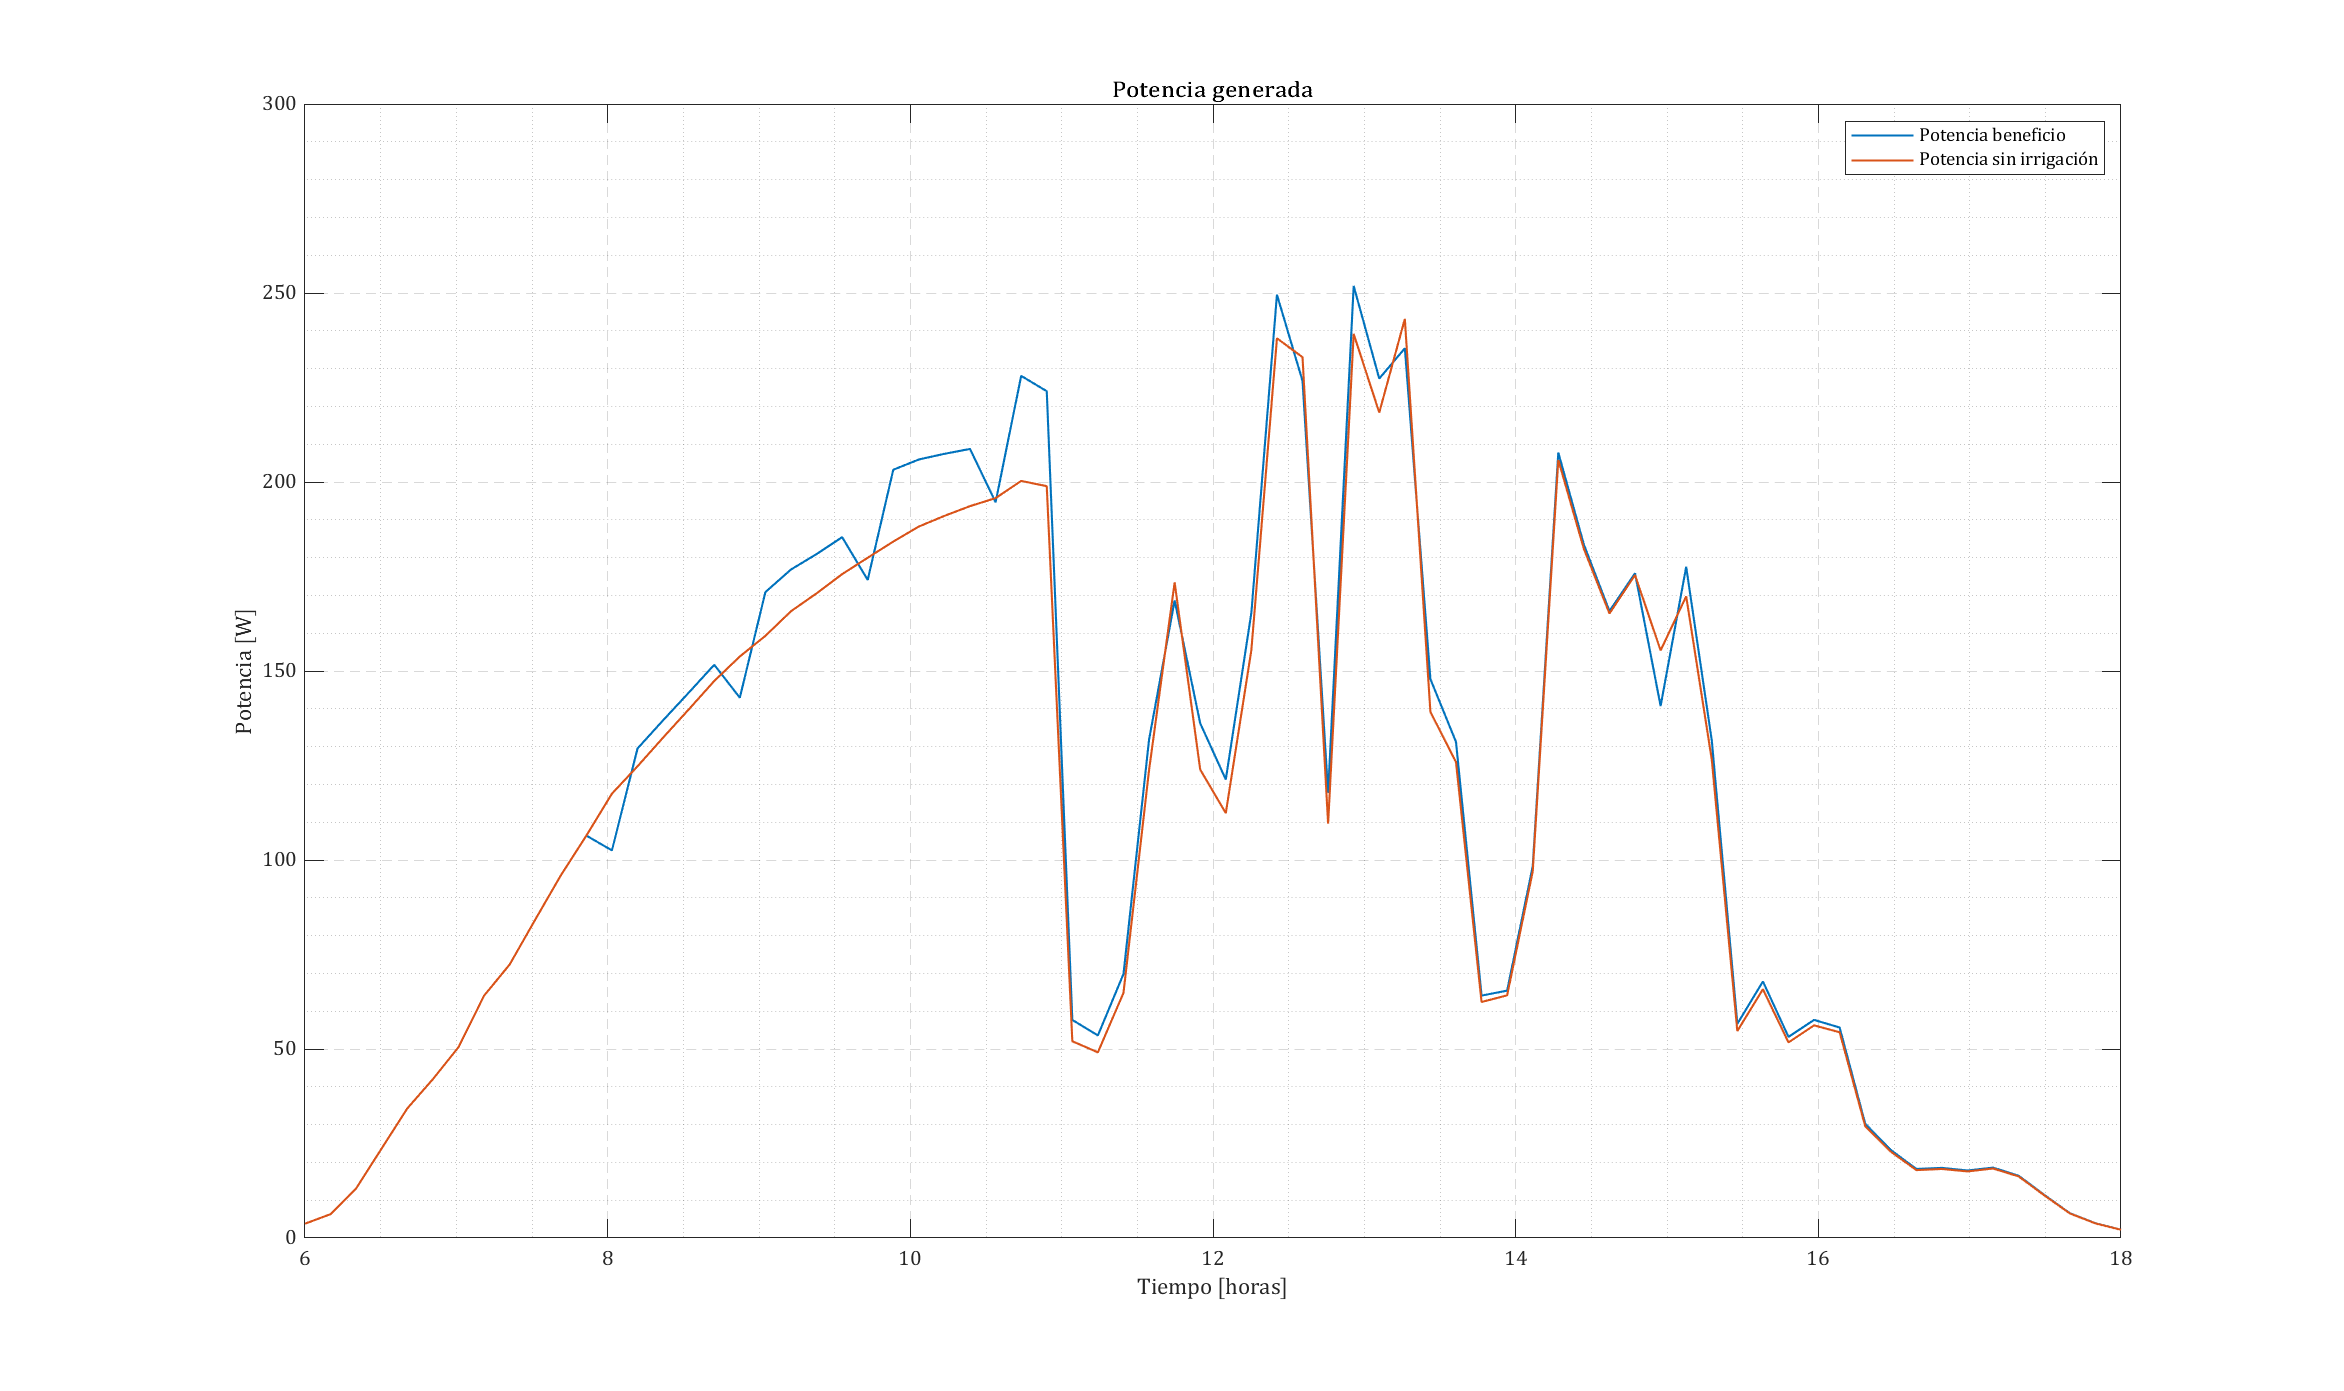 Potencia generada
300
250
200
150
100
50
0
Potencia [W]
Potencia beneficio
Potencia sin irrigación
6 8 10 12 14 16 18
Tiempo [horas]